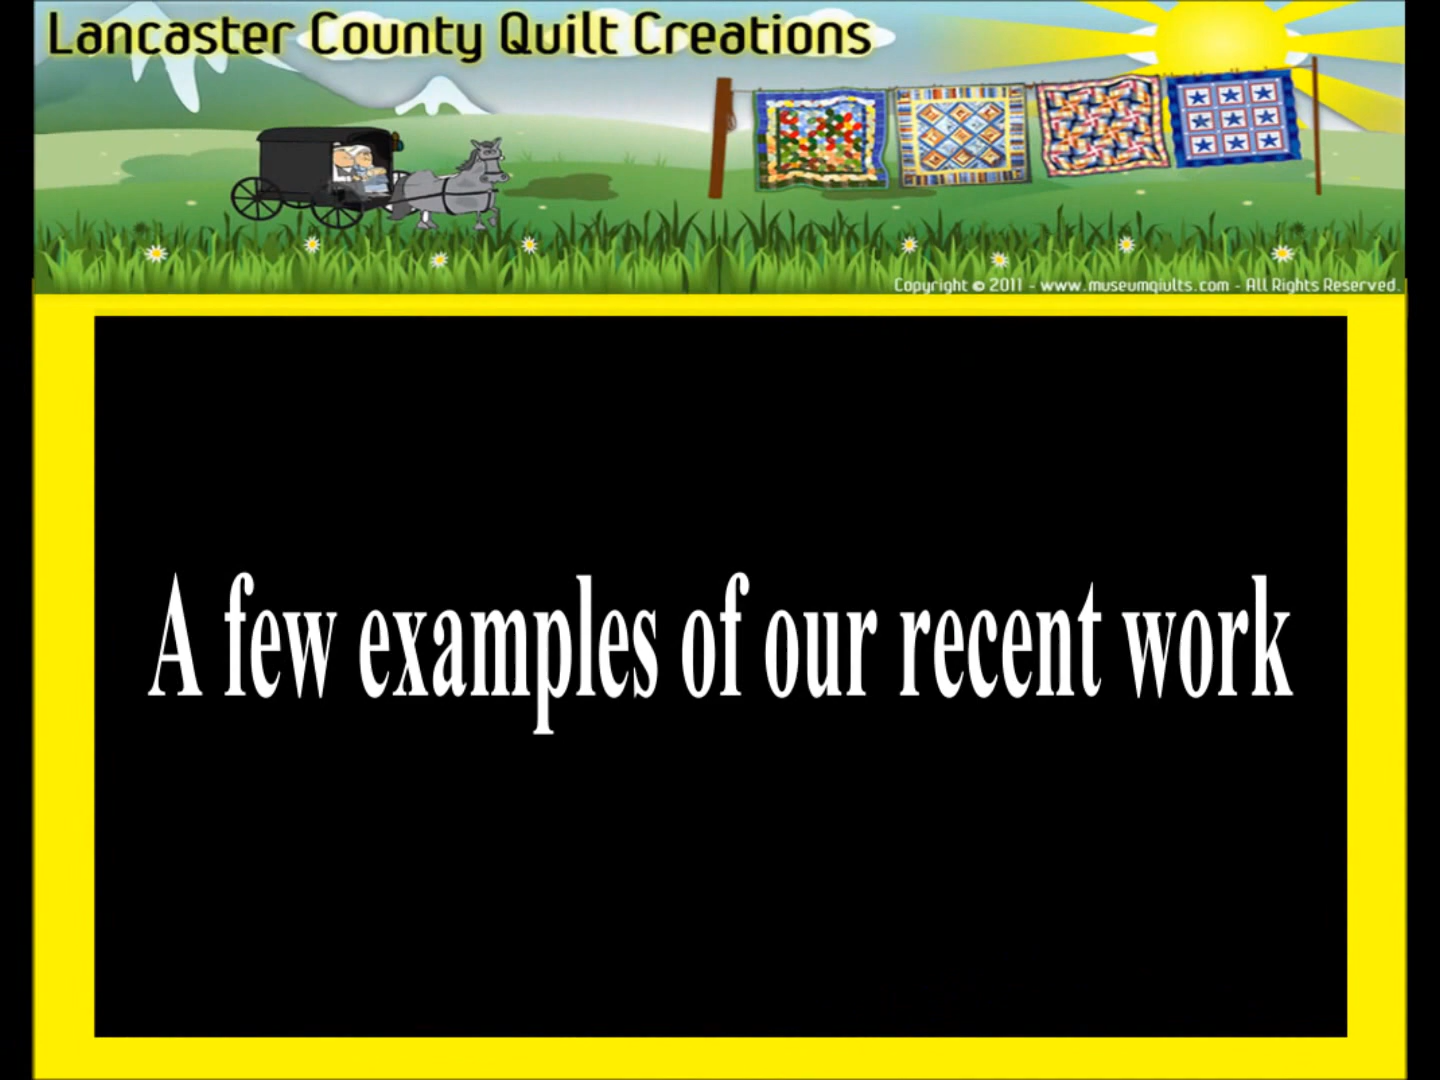 Lancaster County Quilt Creations
Copyright © 2011 - www.museumqiults.com - All Rights Reserved.
A few examples of our recent work